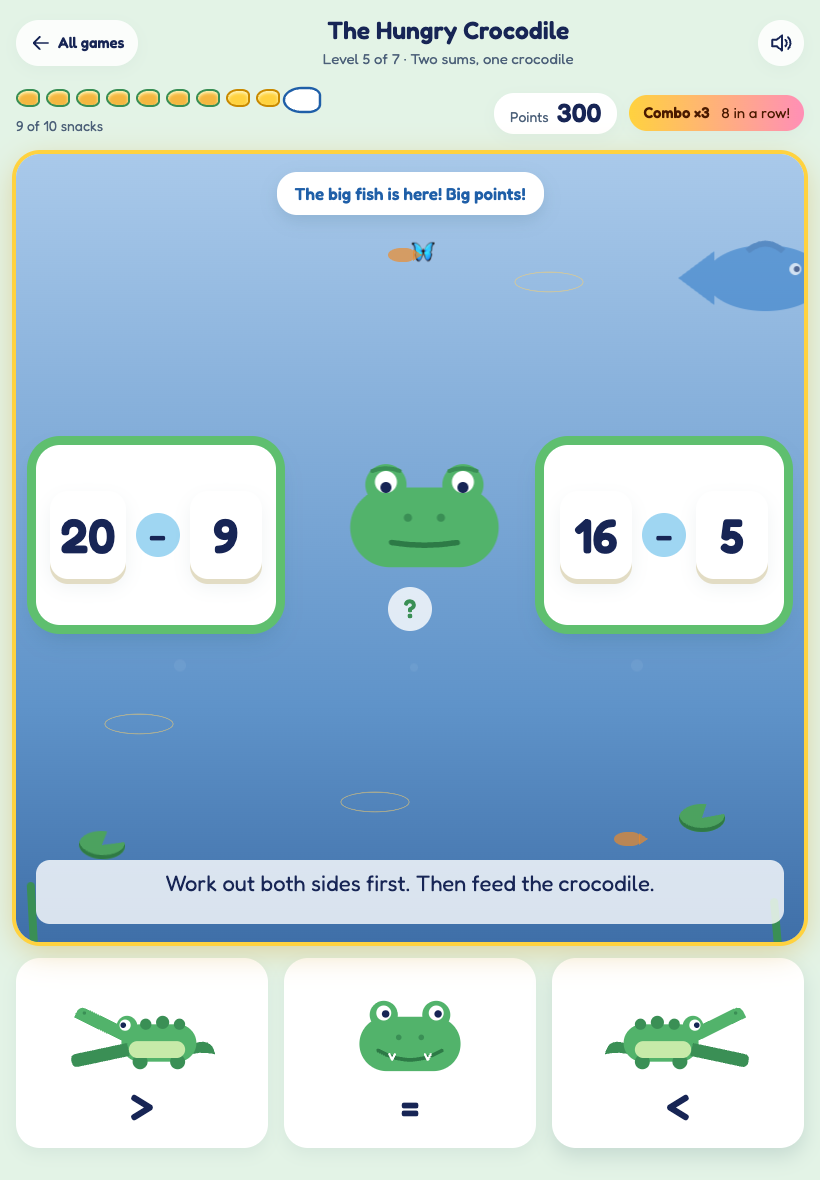 All games
The Hungry Crocodile
Level 5 of 7 · Two sums, one crocodile
9 of 10 snacks
Points 300
Combo ×3 8 in a row!
The big fish is here! Big points!
20 - 9
16 - 5
?
Work out both sides first. Then feed the crocodile.
>
=
<